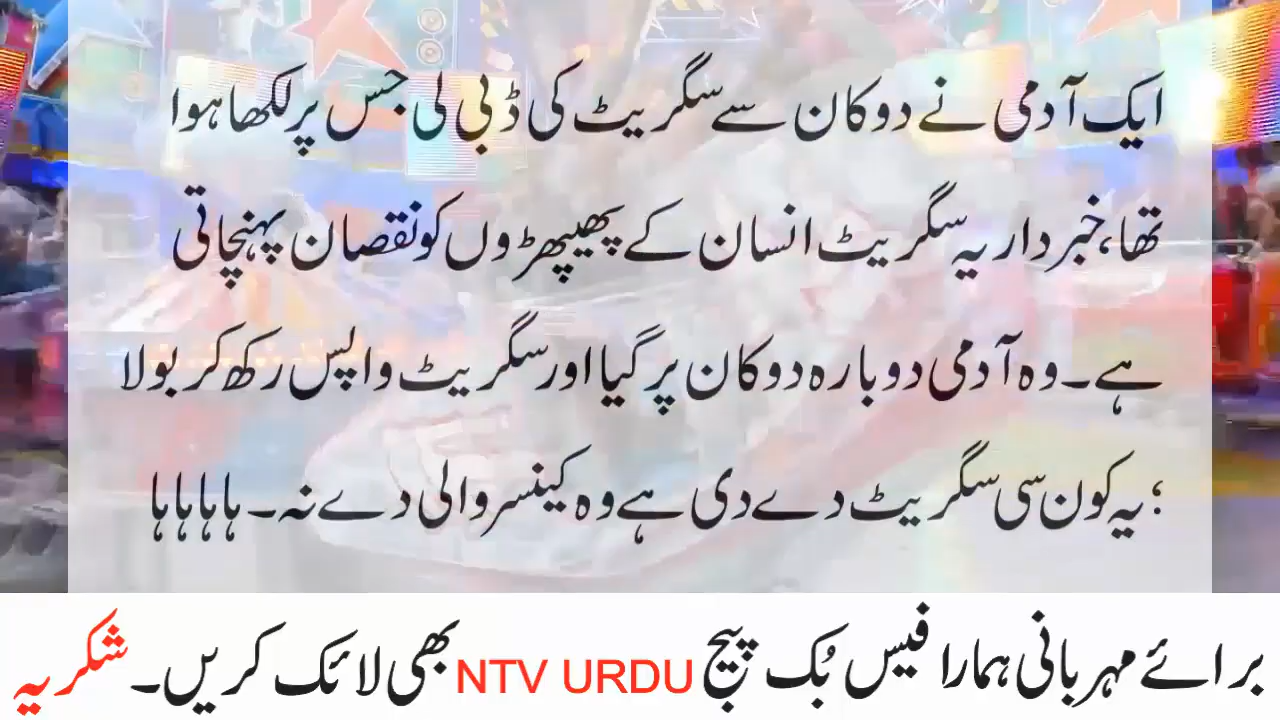 ایک آدمی نے دوکان سے سگریٹ کی ڈبی لی جس پر لکھا ہوا
تھا، خبردار یہ سگریٹ انسان کے پھیپھڑوں کو نقصان پہنچاتی
ہے۔ وہ آدمی دوبارہ دوکان پر گیا اور سگریٹ واپس رکھ کر بولا
؛ یہ کون سی سگریٹ دے دی ہے وہ کینسر والی دے نہ۔ ہاہاہاہا
برائے مہربانی ہمارا فیس بُک پیج NTV URDU بھی لائک کریں۔ شکریہ